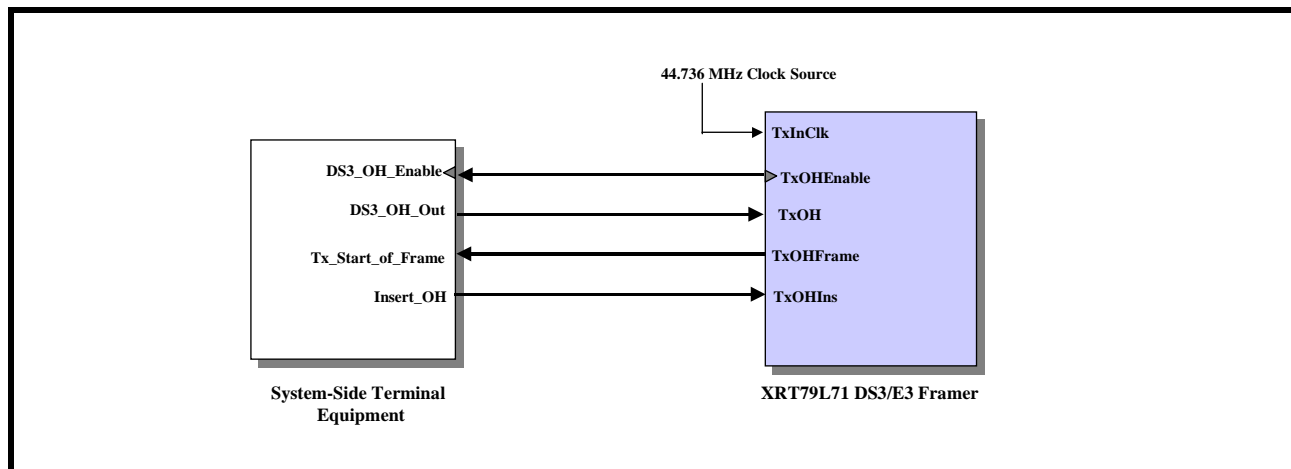 44.736 MHz Clock Source
TxInClk
DS3_OH_Enable
TxOHEnable
DS3_OH_Out
TxOH
Tx_Start_of_Frame
TxOHFrame
Insert_OH
TxOHIns
System-Side Terminal
Equipment
XRT79L71 DS3/E3 Framer